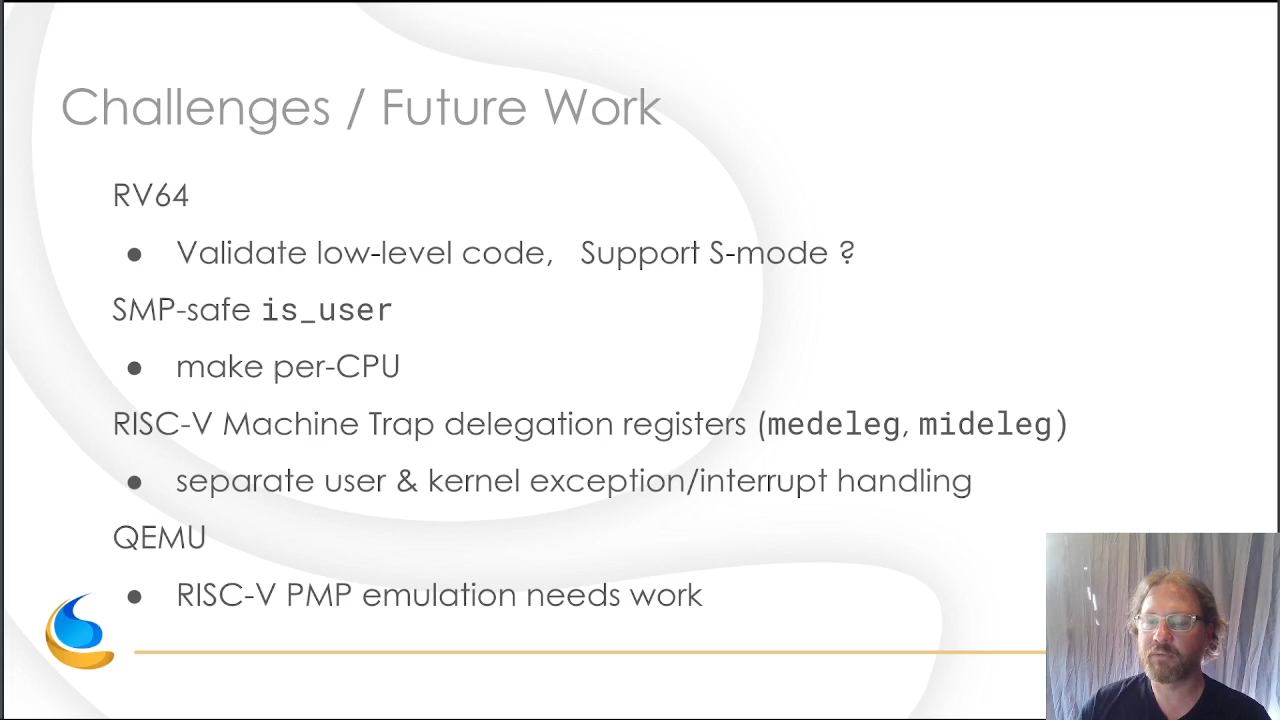 Challenges / Future Work
RV64
● Validate low-level code, Support S-mode ?
SMP-safe is_user
● make per-CPU
RISC-V Machine Trap delegation registers (medeleg, mideleg)
● separate user & kernel exception/interrupt handling
QEMU
● RISC-V PMP emulation needs work